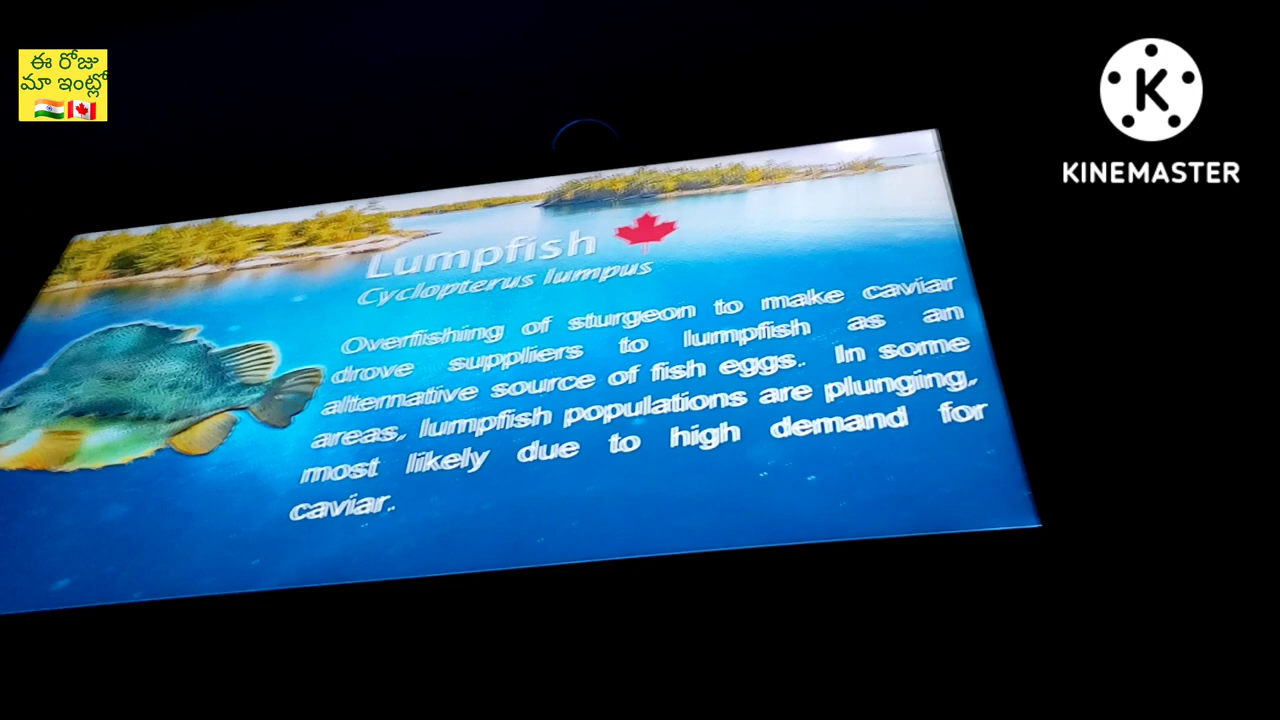 ఈ రోజు
మా ఇంట్లో
K
KINEMASTER
Lumpfish
Cyclopterus lumpus
Overfishing of sturgeon to make caviar
drove suppliers to lumpfish as an
alternative source of fish eggs. In some
areas, lumpfish populations are plunging,
most likely due to high demand for
caviar.